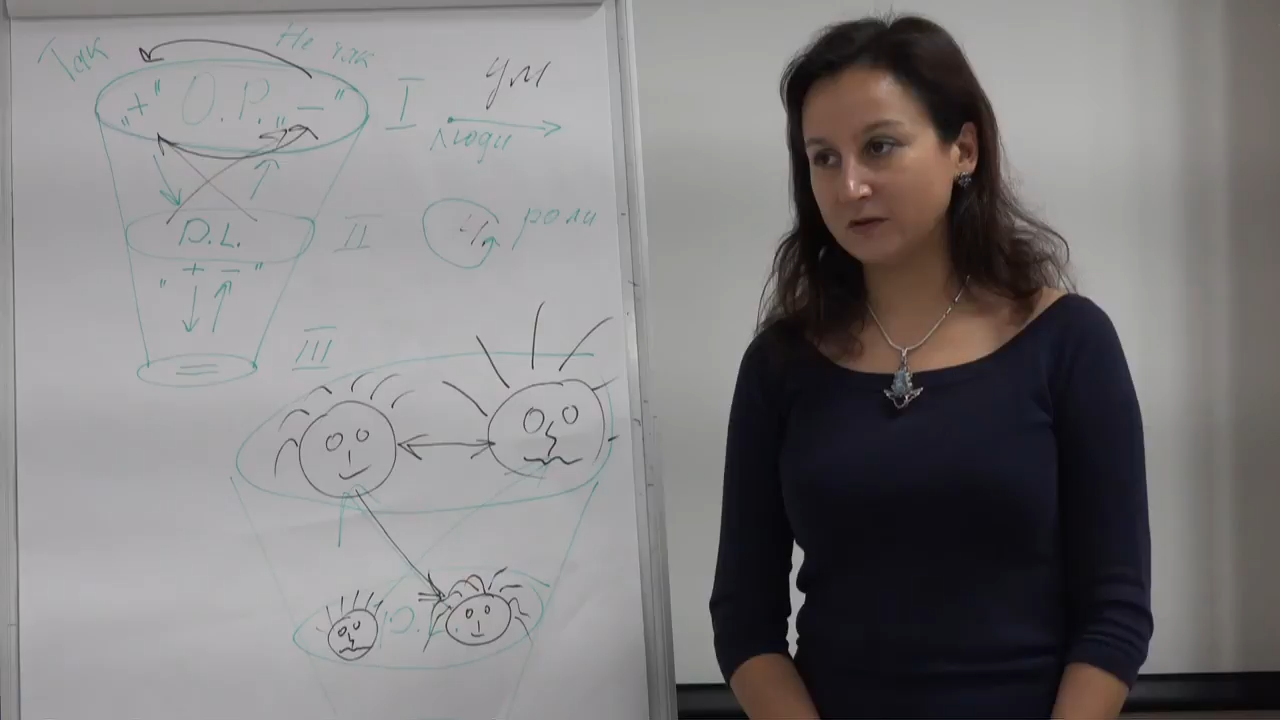 Так
Не так
„+" О.Р. „—"
I
ум
люди
D.L.
II
роли
„+ —"
III
=